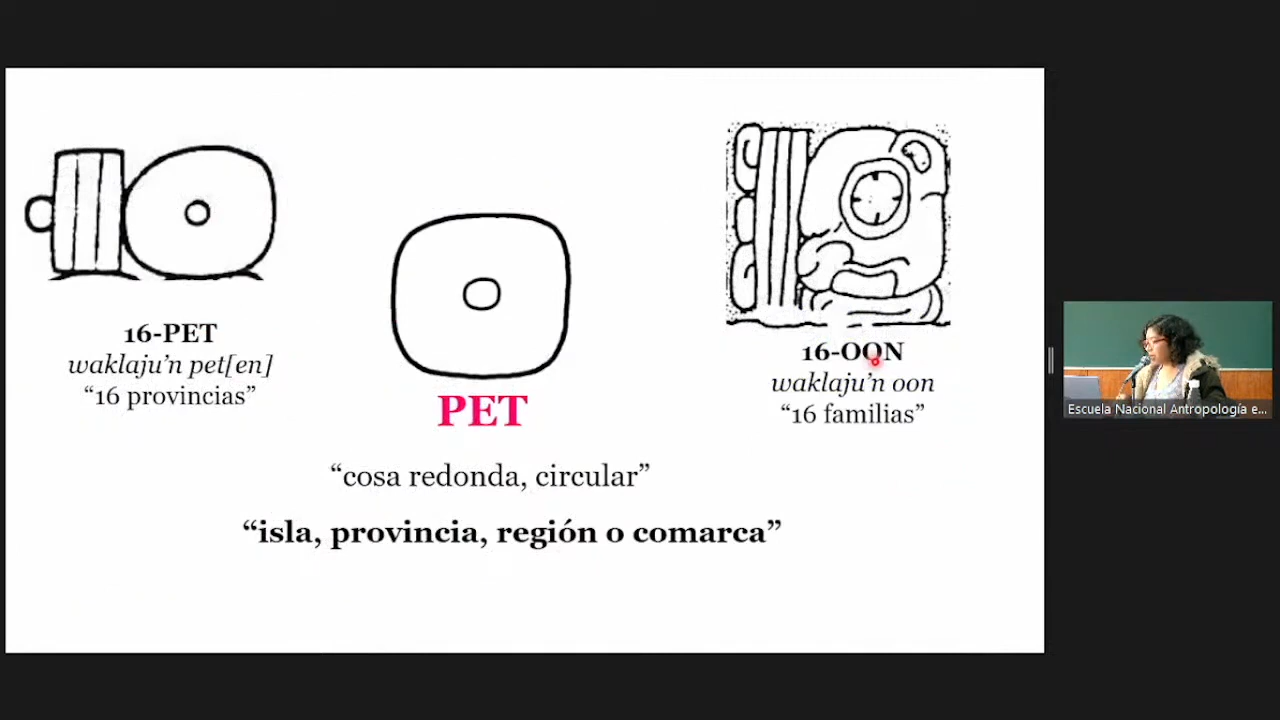 16-PET
waklaju’n pet[en]
“16 provincias”
PET
“cosa redonda, circular”
“isla, provincia, región o comarca”
16-OON
waklaju’n oon
“16 familias”
Escuela Nacional Antropología e...